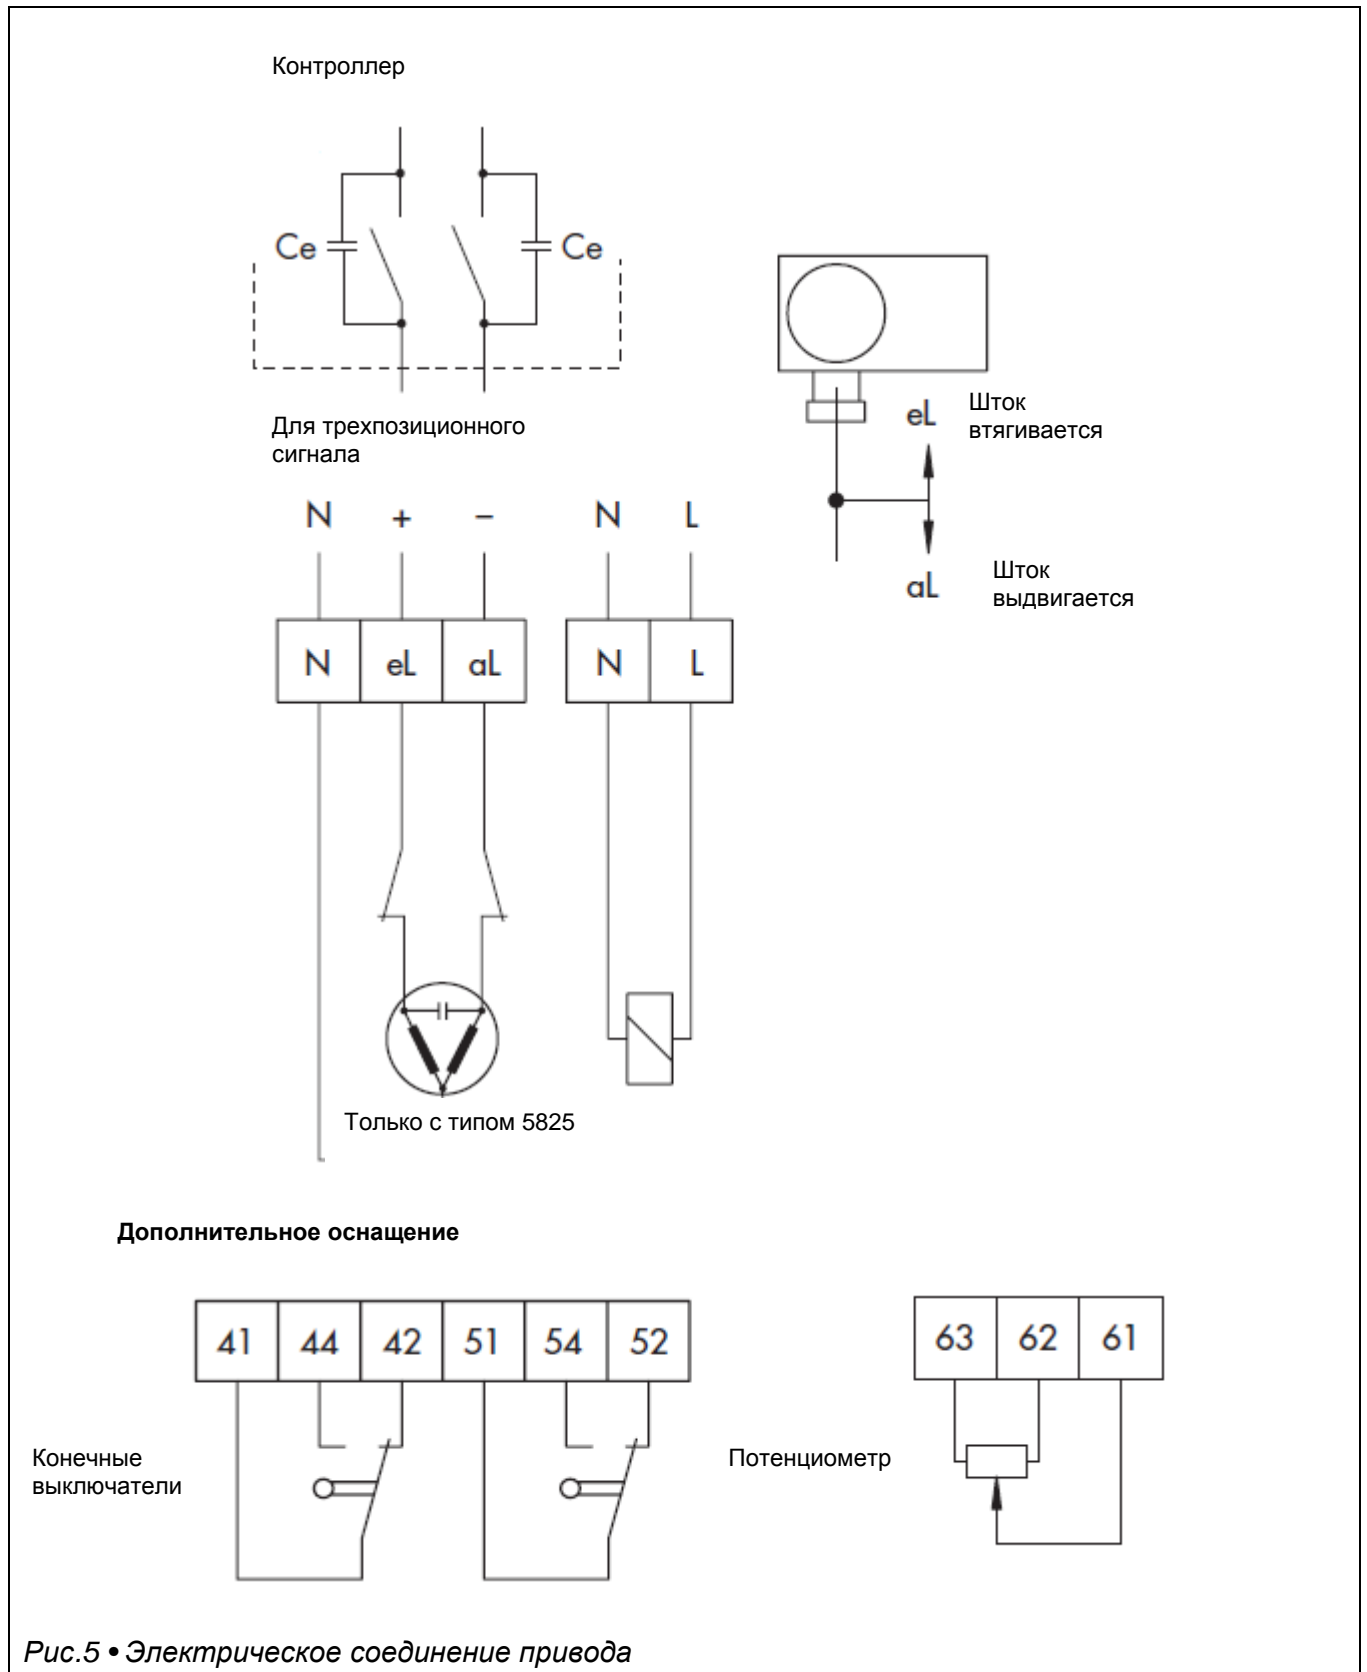 Контроллер
Ce
Ce
Для трехпозиционного
сигнала
eL
Шток
втягивается
aL
Шток
выдвигается
N + – N L
N eL aL N L
Только с типом 5825
Дополнительное оснащение
41 44 42 51 54 52
63 62 61
Конечные
выключатели
Потенциометр
Рис.5 • Электрическое соединение привода